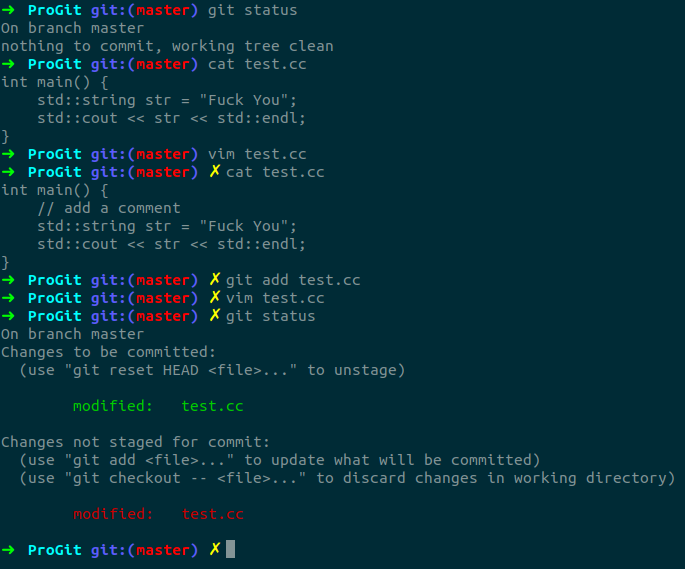 ➜  ProGit git:(master) git status
On branch master
nothing to commit, working tree clean
➜  ProGit git:(master) cat test.cc
int main() {
    std::string str = "Fuck You";
    std::cout << str << std::endl;
}
➜  ProGit git:(master) vim test.cc
➜  ProGit git:(master) ✗ cat test.cc
int main() {
    // add a comment
    std::string str = "Fuck You";
    std::cout << str << std::endl;
}
➜  ProGit git:(master) ✗ git add test.cc
➜  ProGit git:(master) ✗ vim test.cc
➜  ProGit git:(master) ✗ git status
On branch master
Changes to be committed:
  (use "git reset HEAD <file>..." to unstage)
        modified:   test.cc
Changes not staged for commit:
  (use "git add <file>..." to update what will be committed)
  (use "git checkout -- <file>..." to discard changes in working directory)
        modified:   test.cc
➜  ProGit git:(master) ✗